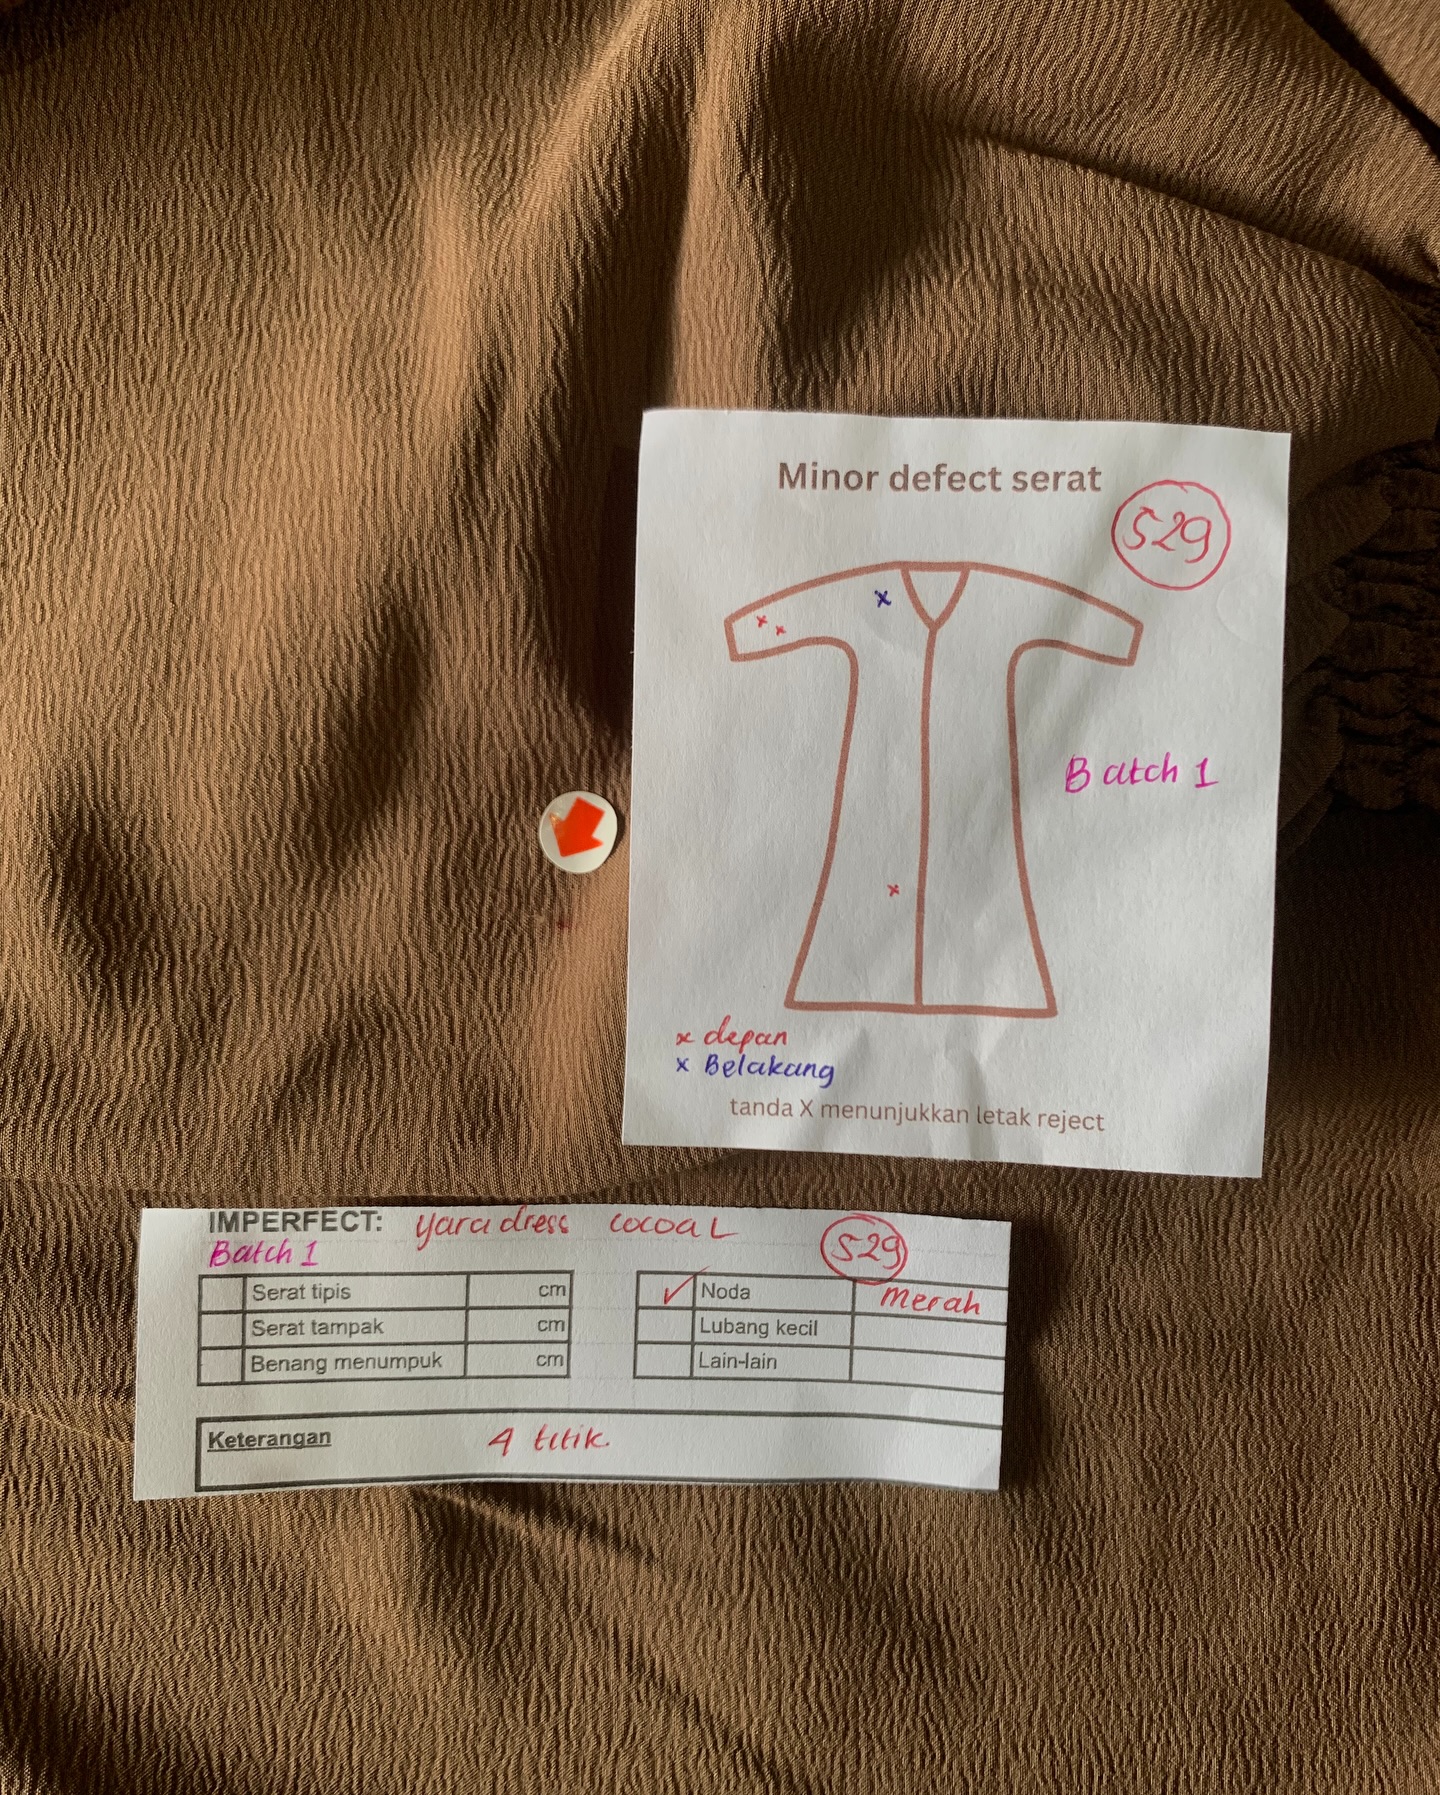 Minor defect serat
529
Batch 1
x depan
x Belakang
tanda X menunjukkan letak reject
IMPERFECT: yara dress cocoa L 529
Batch 1
Serat tipis cm
Serat tampak cm
Benang menumpuk cm
✓ Noda merah
Lubang kecil
Lain-lain
Keterangan 4 titik